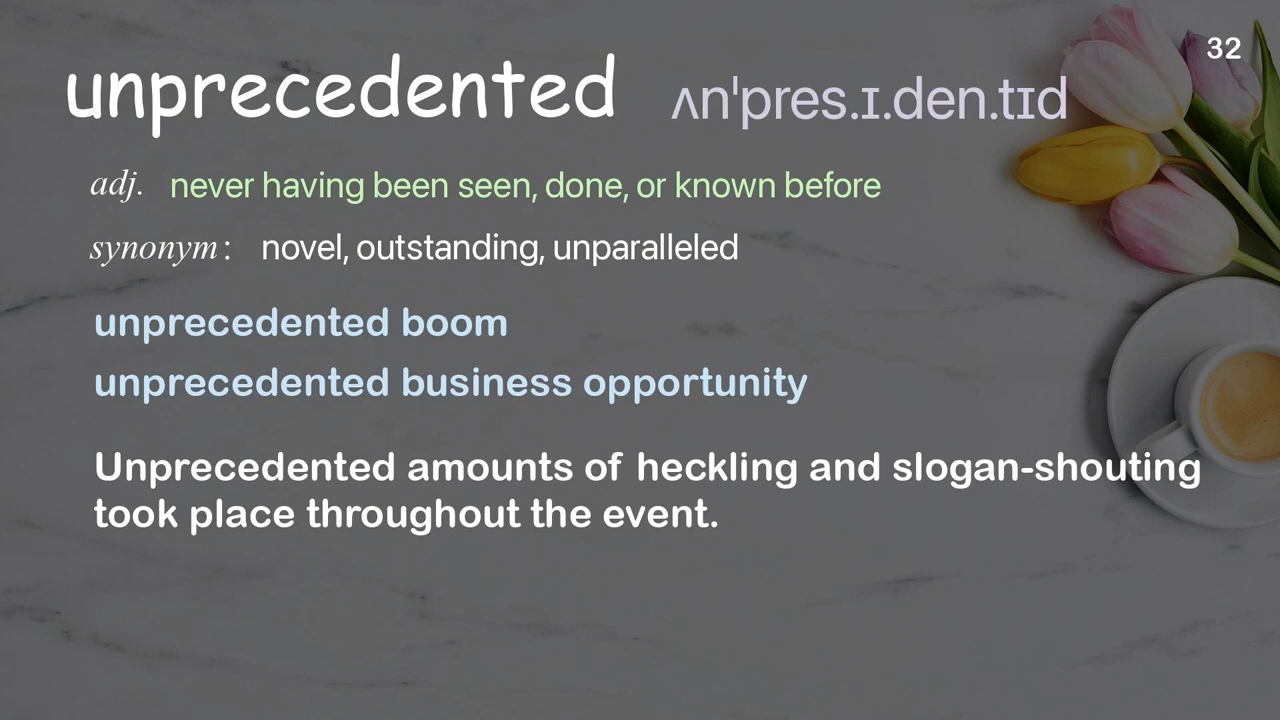 32
unprecedented ʌnˈpres.ɪ.den.tɪd
adj. never having been seen, done, or known before
synonym: novel, outstanding, unparalleled
unprecedented boom
unprecedented business opportunity
Unprecedented amounts of heckling and slogan-shouting
took place throughout the event.